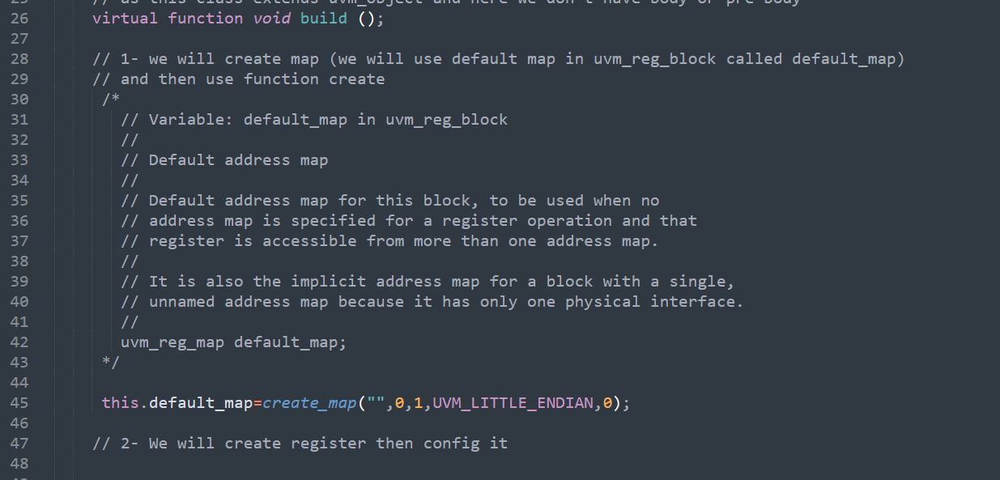 // as this class extends uvm_object and here we don't have body or pre body
26 virtual function void build ();
27
28 // 1- we will create map (we will use default map in uvm_reg_block called default_map)
29 // and then use function create
30 /*
31 // Variable: default_map in uvm_reg_block
32 //
33 // Default address map
34 //
35 // Default address map for this block, to be used when no
36 // address map is specified for a register operation and that
37 // register is accessible from more than one address map.
38 //
39 // It is also the implicit address map for a block with a single,
40 // unnamed address map because it has only one physical interface.
41 //
42 uvm_reg_map default_map;
43 */
44
45 this.default_map=create_map("",0,1,UVM_LITTLE_ENDIAN,0);
46
47 // 2- We will create register then config it
48